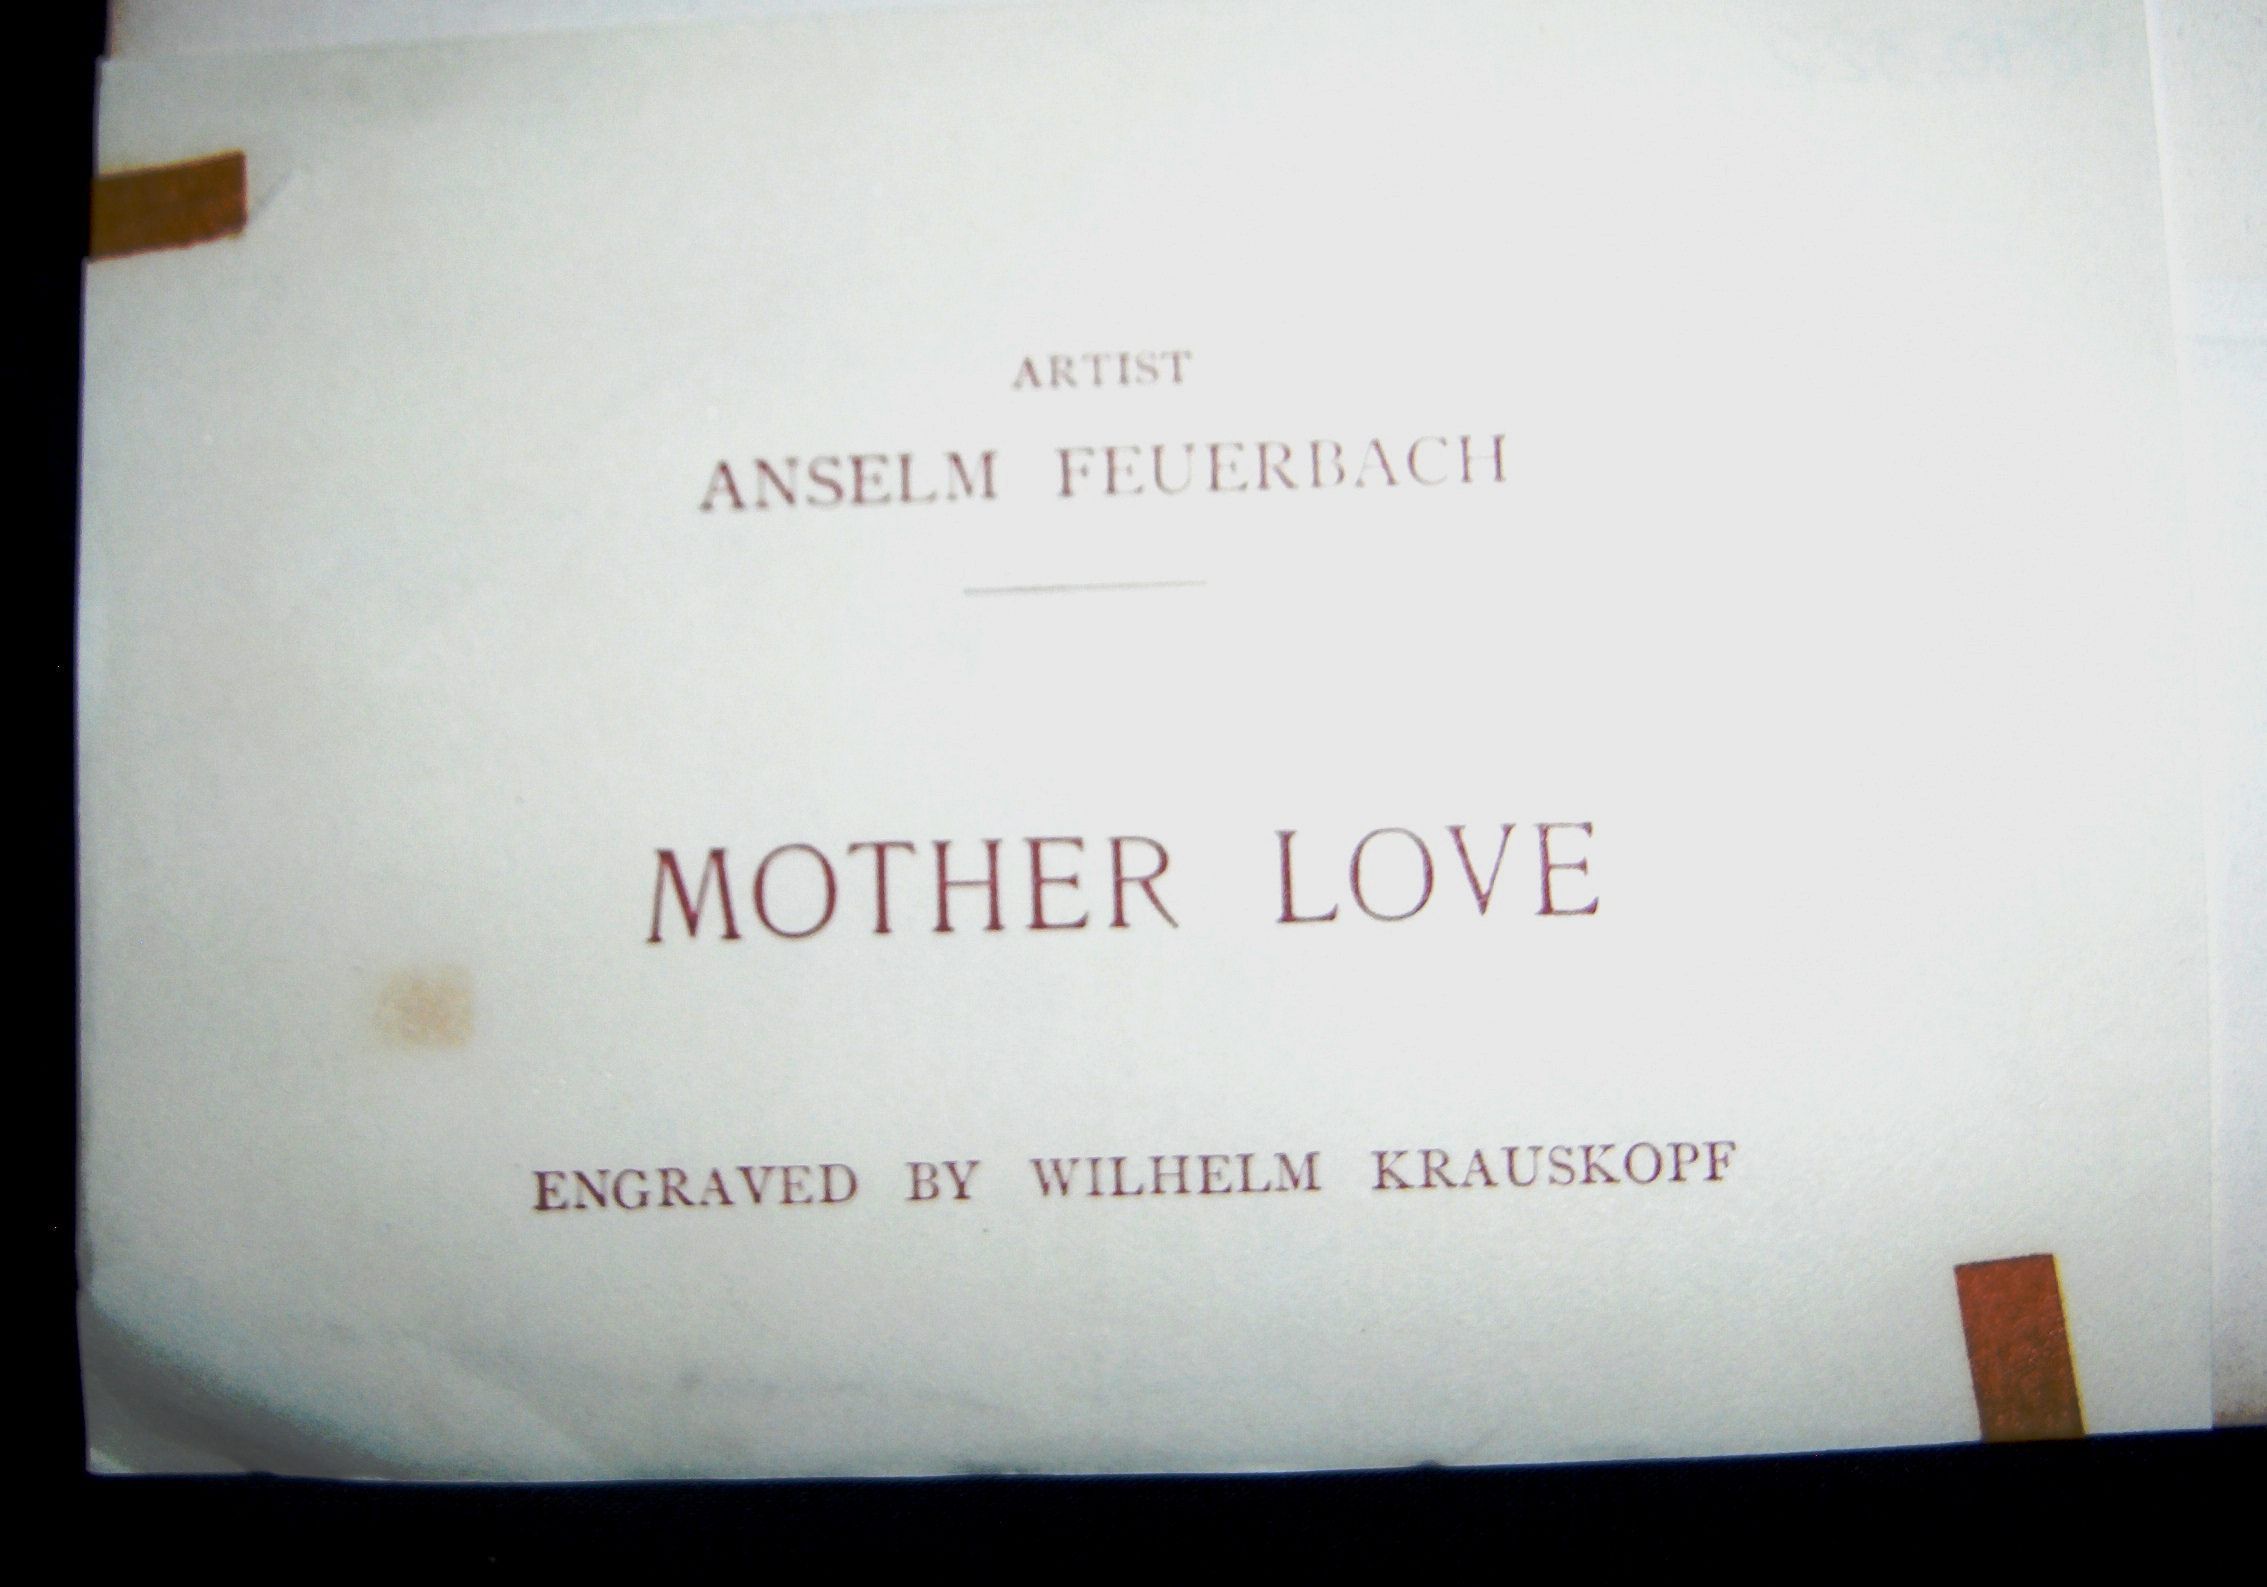 ARTIST
ANSELM FEUERBACH
MOTHER LOVE
ENGRAVED BY WILHELM KRAUSKOPF